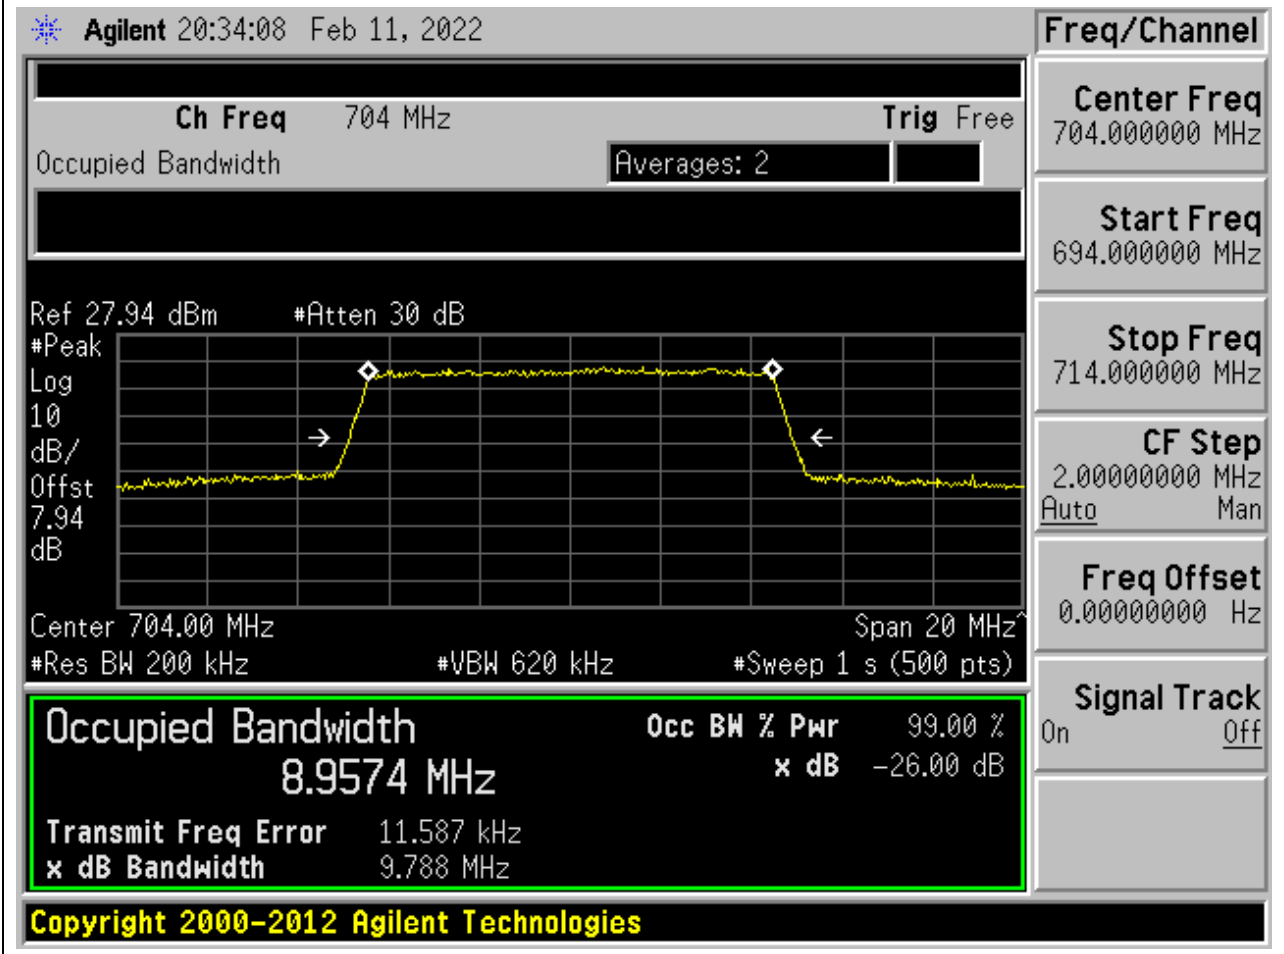 Agilent 20:34:08 Feb 11, 2022
Freq/Channel
Ch Freq 704 MHz Trig Free
Occupied Bandwidth Averages: 2
Center Freq
704.000000 MHz
Start Freq
694.000000 MHz
Stop Freq
714.000000 MHz
CF Step
2.00000000 MHz
Auto Man
Freq Offset
0.00000000 Hz
Signal Track
On Off
Ref 27.94 dBm #Atten 30 dB
#Peak
Log
10
dB/
Offst
7.94
dB
Center 704.00 MHz Span 20 MHz^
#Res BW 200 kHz #VBW 620 kHz #Sweep 1 s (500 pts)
Occupied Bandwidth Occ BW % Pwr 99.00 %
8.9574 MHz x dB -26.00 dB
Transmit Freq Error 11.587 kHz
x dB Bandwidth 9.788 MHz
Copyright 2000-2012 Agilent Technologies